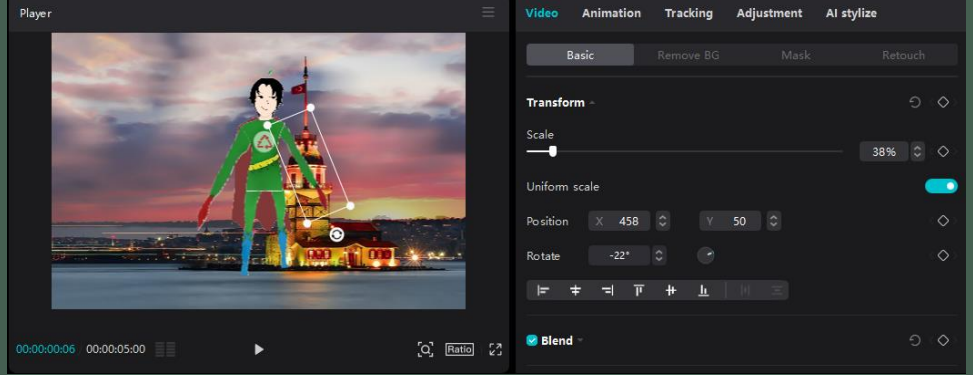 Player
00:00:00:06 00:00:05:00
Ratio
Video Animation Tracking Adjustment AI stylize
Basic Remove BG Mask Retouch
Transform
Scale
38%
Uniform scale
Position X 458 Y 50
Rotate -22°
Blend